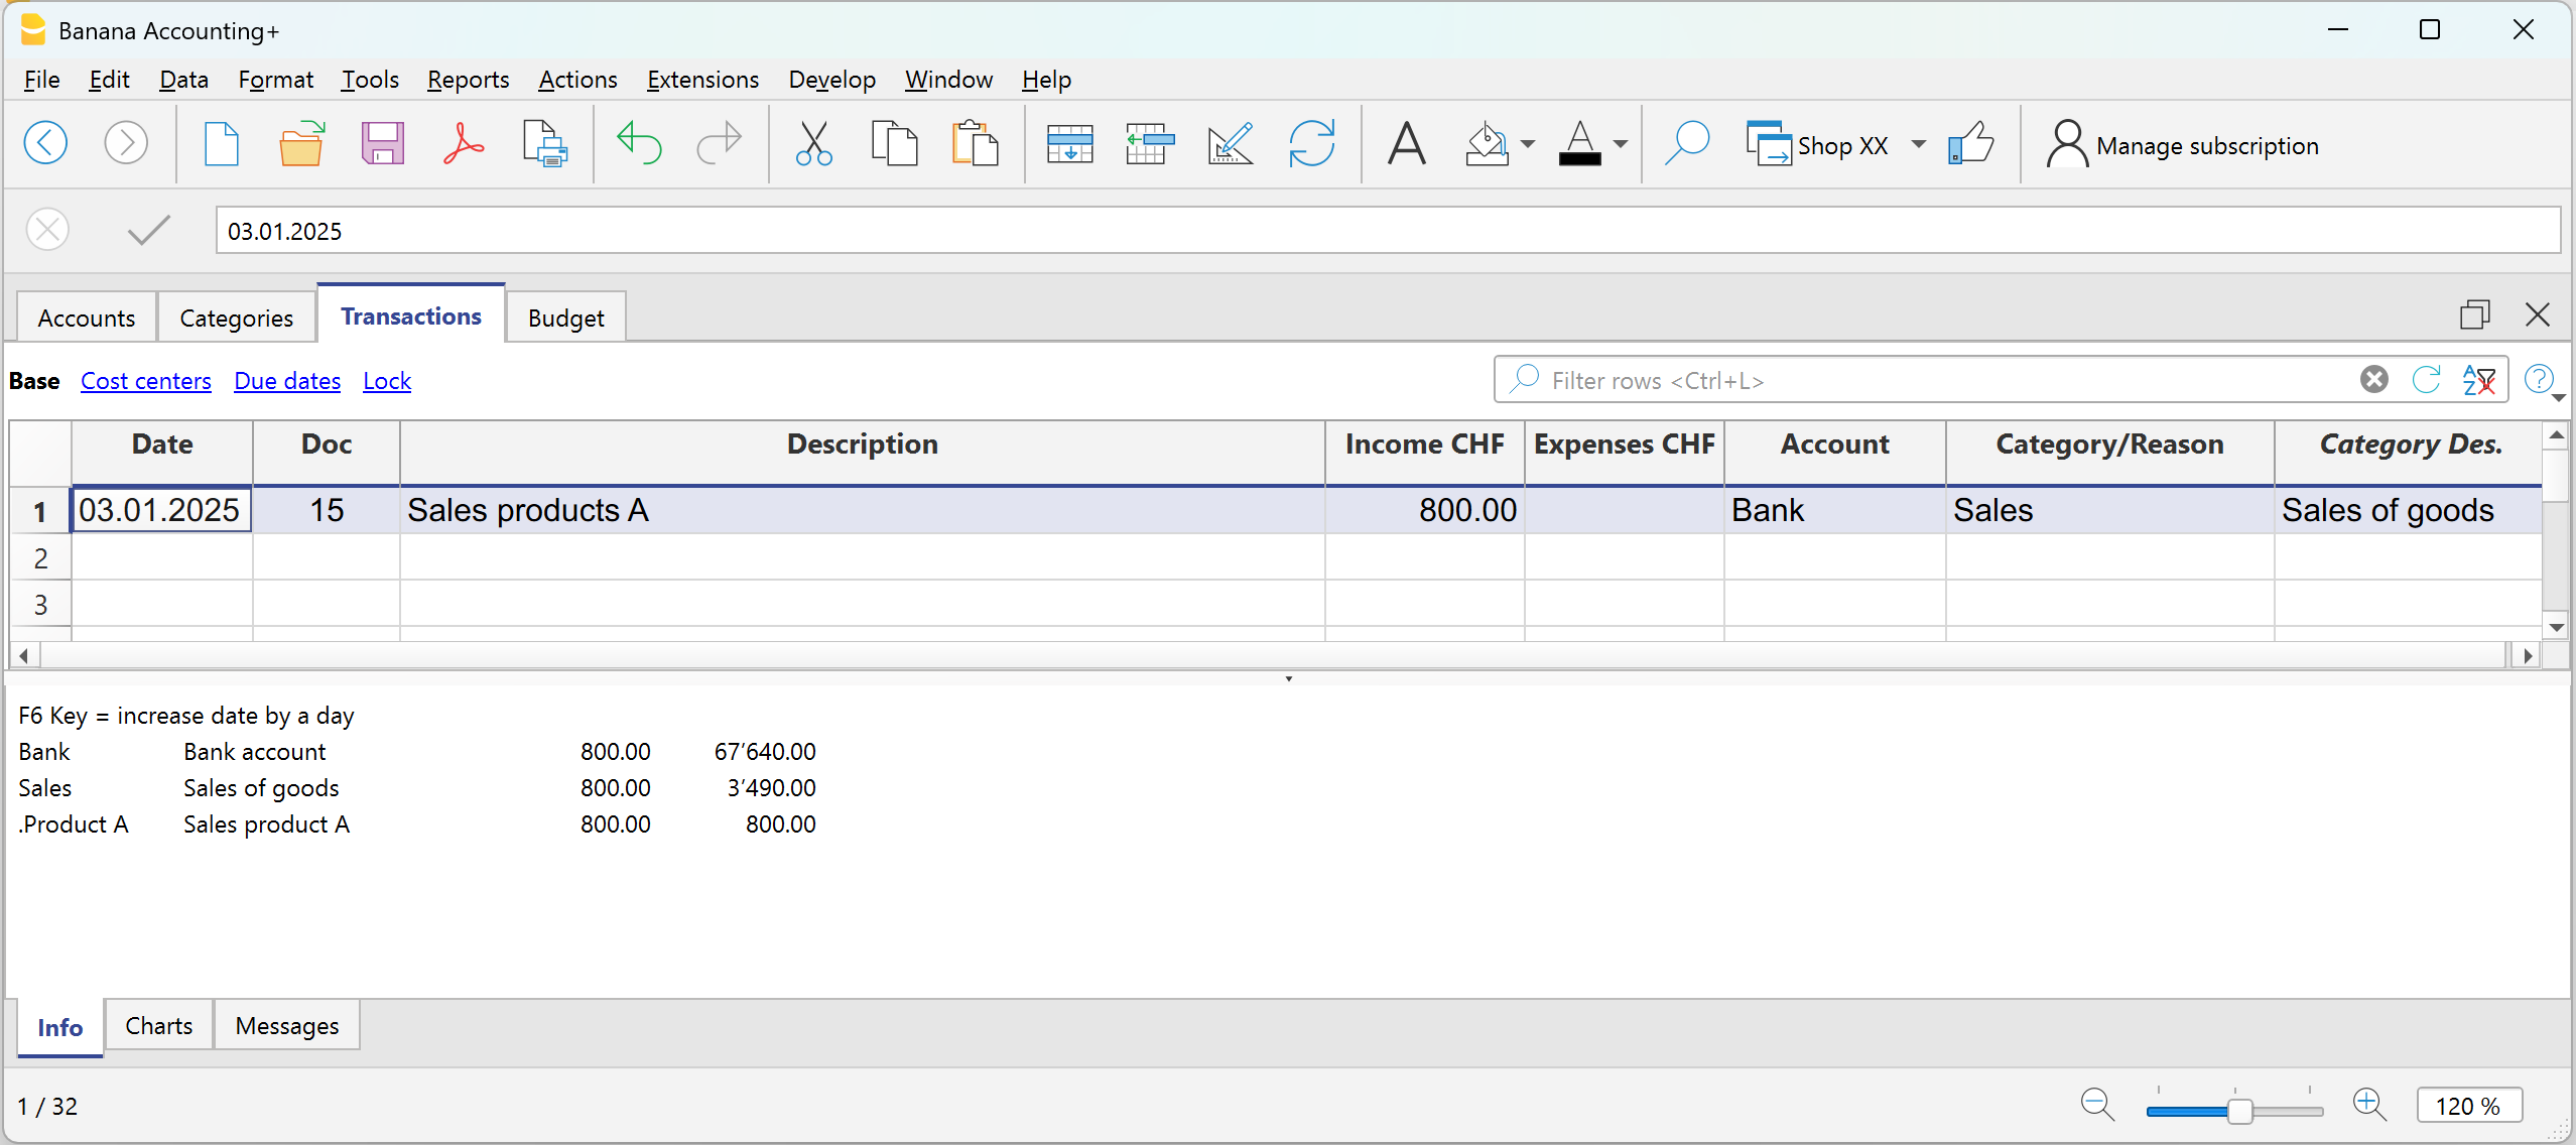 Banana Accounting+
File Edit Data Format Tools Reports Actions Extensions Develop Window Help
Shop XX Manage subscription
03.01.2025
Accounts Categories Transactions Budget
Base Cost centers Due dates Lock Filter rows <Ctrl+L>
Date Doc Description Income CHF Expenses CHF Account Category/Reason Category Des.
1 03.01.2025 15 Sales products A 800.00 Bank Sales Sales of goods
2
3
F6 Key = increase date by a day
Bank Bank account 800.00 67’640.00
Sales Sales of goods 800.00 3’490.00
.Product A Sales product A 800.00 800.00
Info Charts Messages
1 / 32 120 %